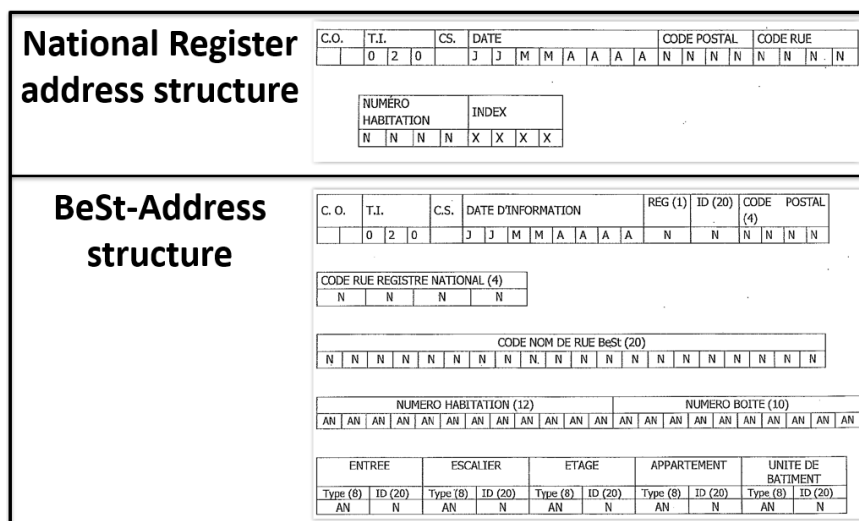 National Register
address structure
C.O. T.I. CS. DATE CODE POSTAL CODE RUE
0 2 0 J J M M A A A A N N N N N N N N
NUMÉRO
HABITATION INDEX
N N N N X X X X
BeSt-Address
structure
C. O. T.I. C.S. DATE D'INFORMATION REG (1) ID (20) CODE POSTAL
(4)
0 2 0 J J M M A A A A N N N N N N
CODE RUE REGISTRE NATIONAL (4)
N N N N
CODE NOM DE RUE BeSt (20)
N N N N N N N N N N N N N N N N N N N N
NUMERO HABITATION (12) NUMERO BOITE (10)
AN AN AN AN AN AN AN AN AN AN AN AN AN AN AN AN AN AN AN AN AN AN
ENTREE ESCALIER ETAGE APPARTEMENT UNITE DE
BATIMENT
Type (8) ID (20) Type (8) ID (20) Type (8) ID (20) Type (8) ID (20) Type (8) ID (20)
AN N AN N AN N AN N AN N